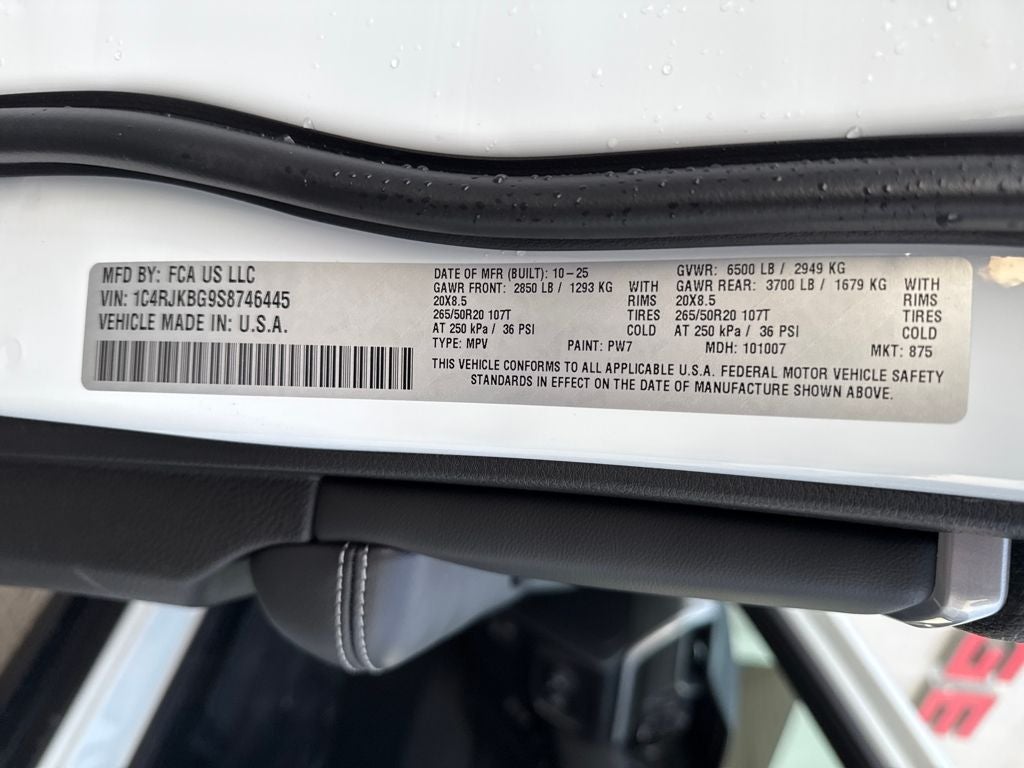 MFD BY: FCA US LLC
VIN: 1C4RJKBG9S8746445
VEHICLE MADE IN: U.S.A.
DATE OF MFR (BUILT): 10-25
GAWR FRONT: 2850 LB / 1293 KG WITH
20X8.5 RIMS
265/50R20 107T TIRES
AT 250 kPa / 36 PSI COLD
GVWR: 6500 LB / 2949 KG
GAWR REAR: 3700 LB / 1679 KG WITH
20X8.5 RIMS
265/50R20 107T TIRES
AT 250 kPa / 36 PSI COLD
TYPE: MPV PAINT: PW7 MDH: 101007 MKT: 875
THIS VEHICLE CONFORMS TO ALL APPLICABLE U.S.A. FEDERAL MOTOR VEHICLE SAFETY
STANDARDS IN EFFECT ON THE DATE OF MANUFACTURE SHOWN ABOVE.